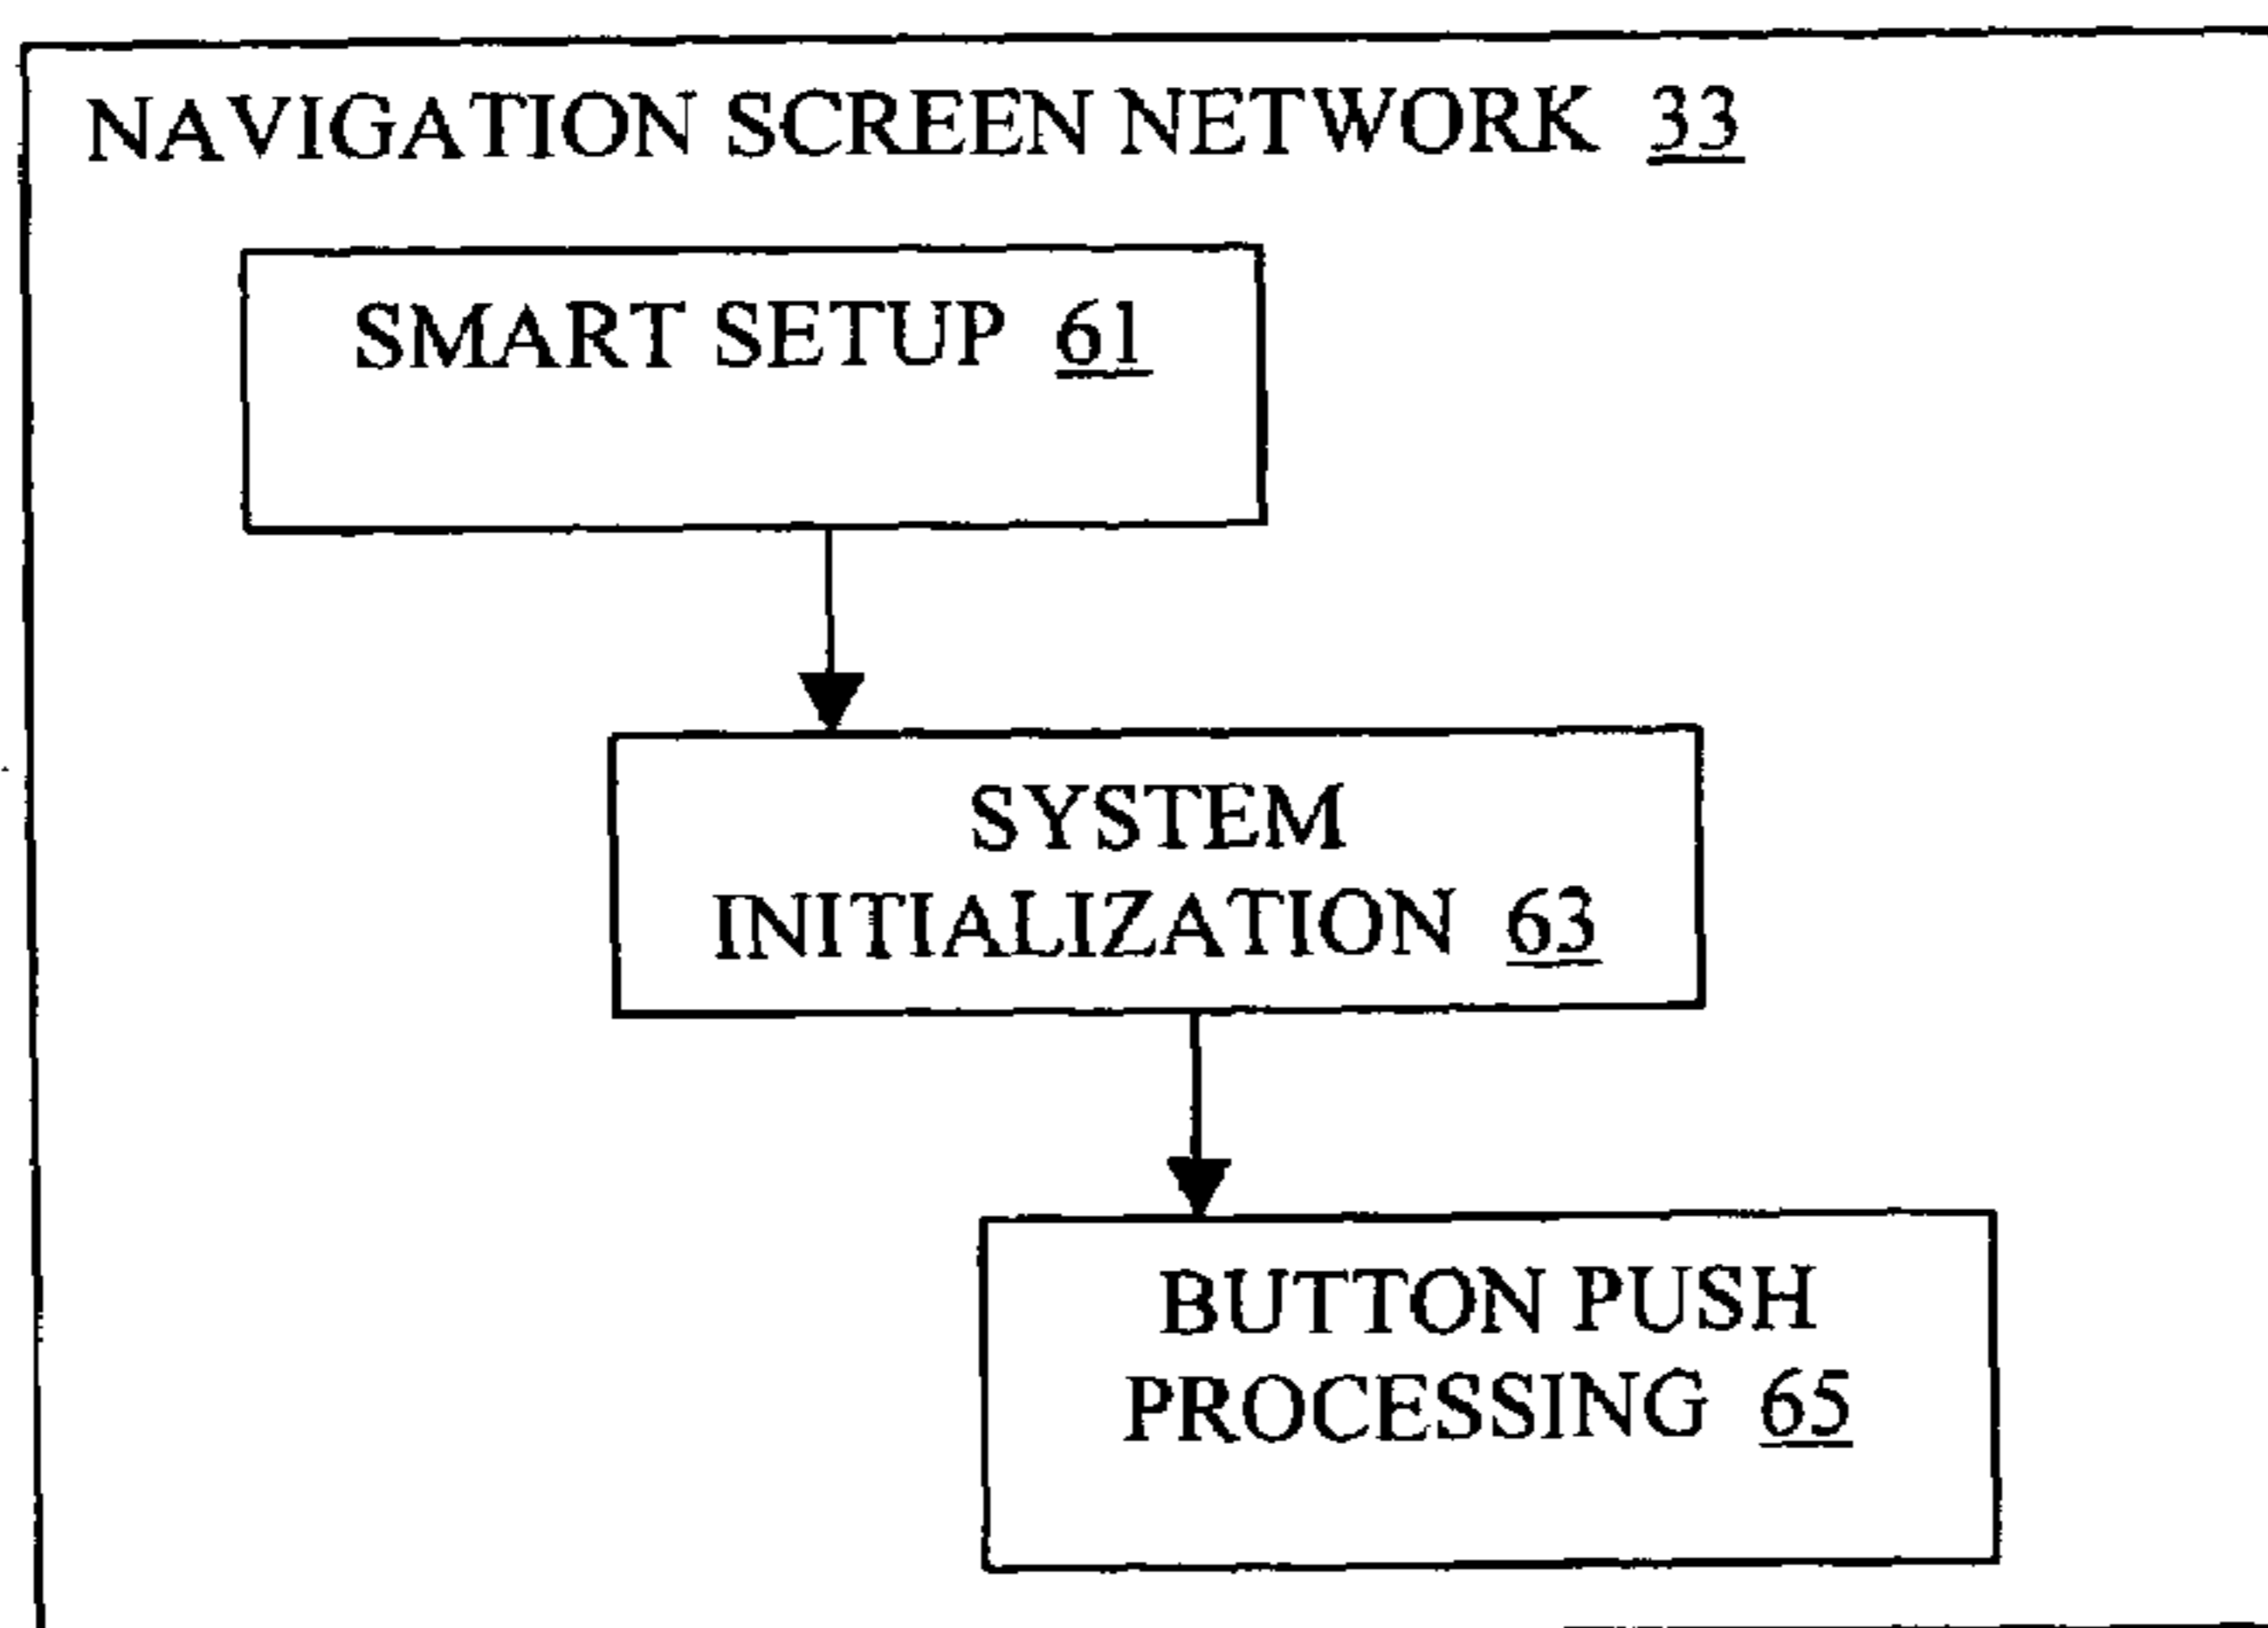 NAVIGATION SCREEN NETWORK 33
SMART SETUP 61
SYSTEM
INITIALIZATION 63
BUTTON PUSH
PROCESSING 65